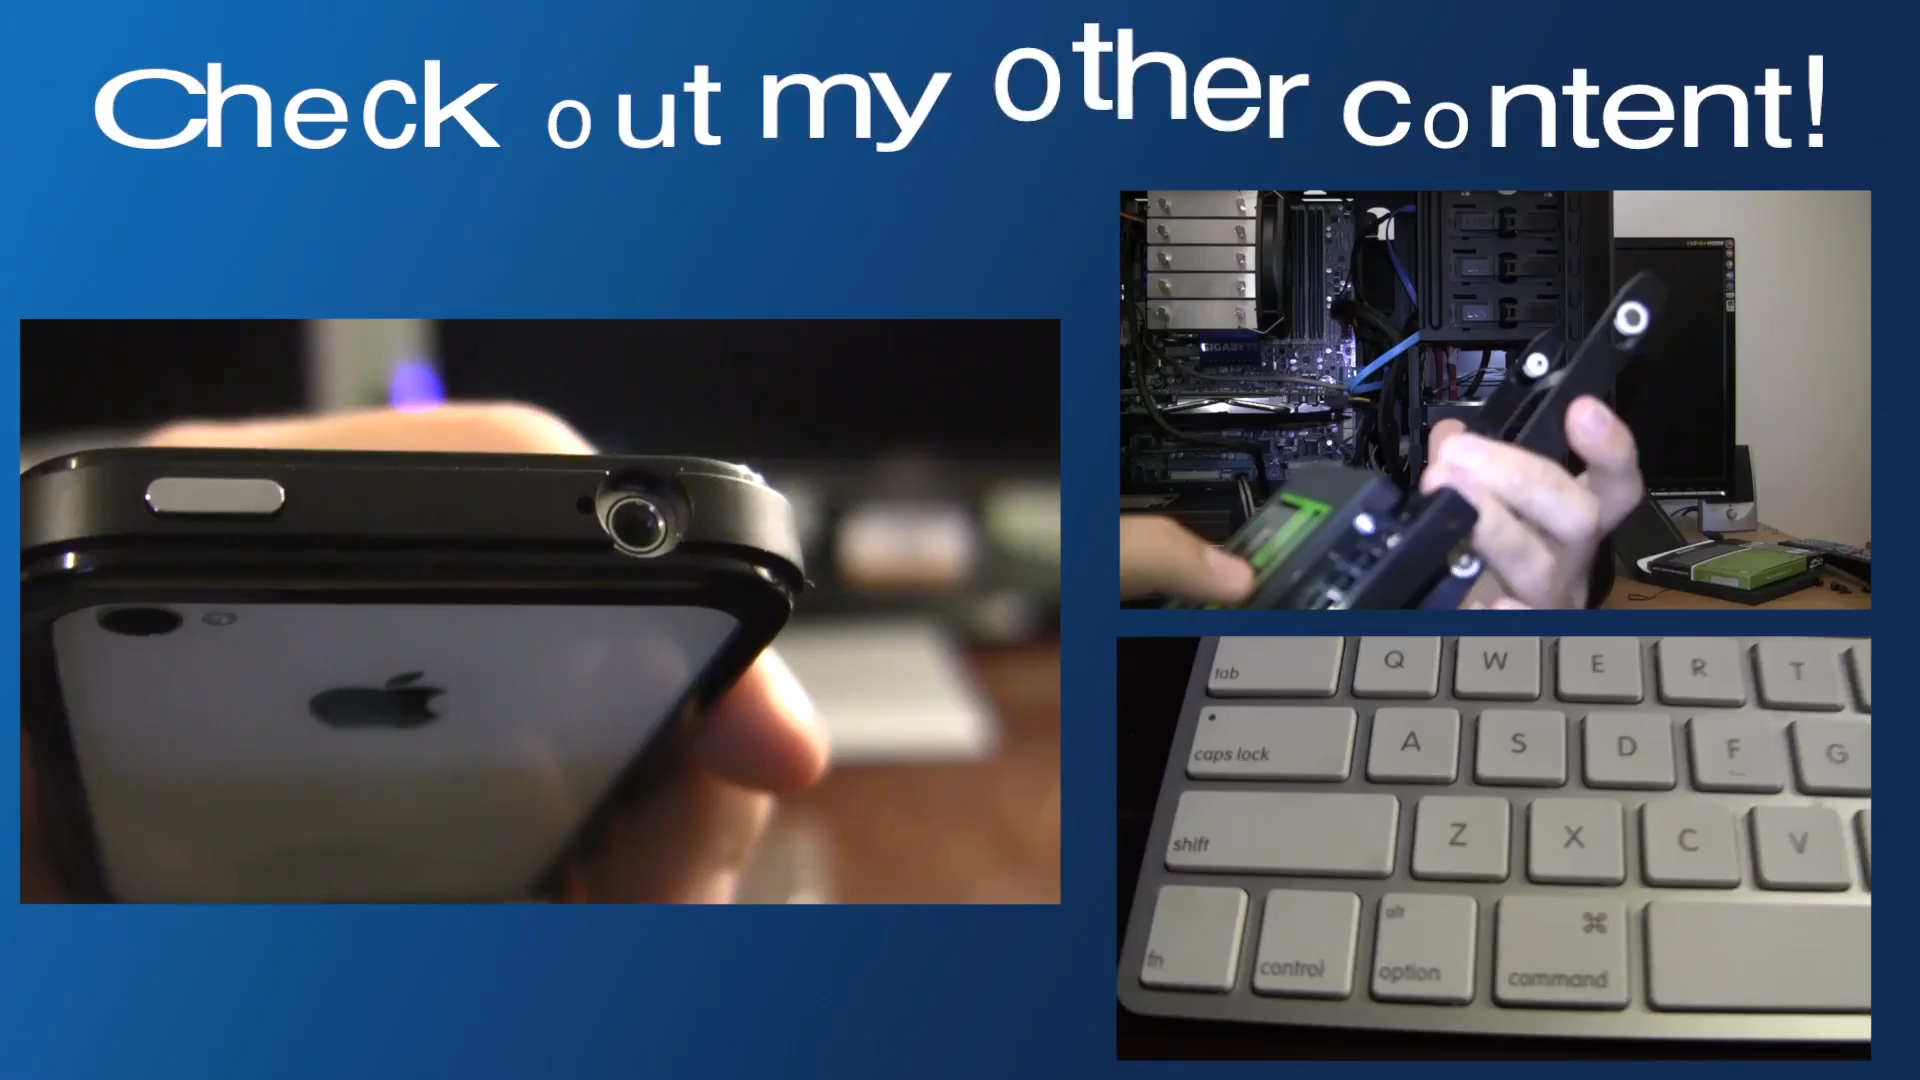 Check out my other content!
GIGABYTE
tab Q W E R T
caps lock A S D F G
shift Z X C V
alt ⌘
fn control option command